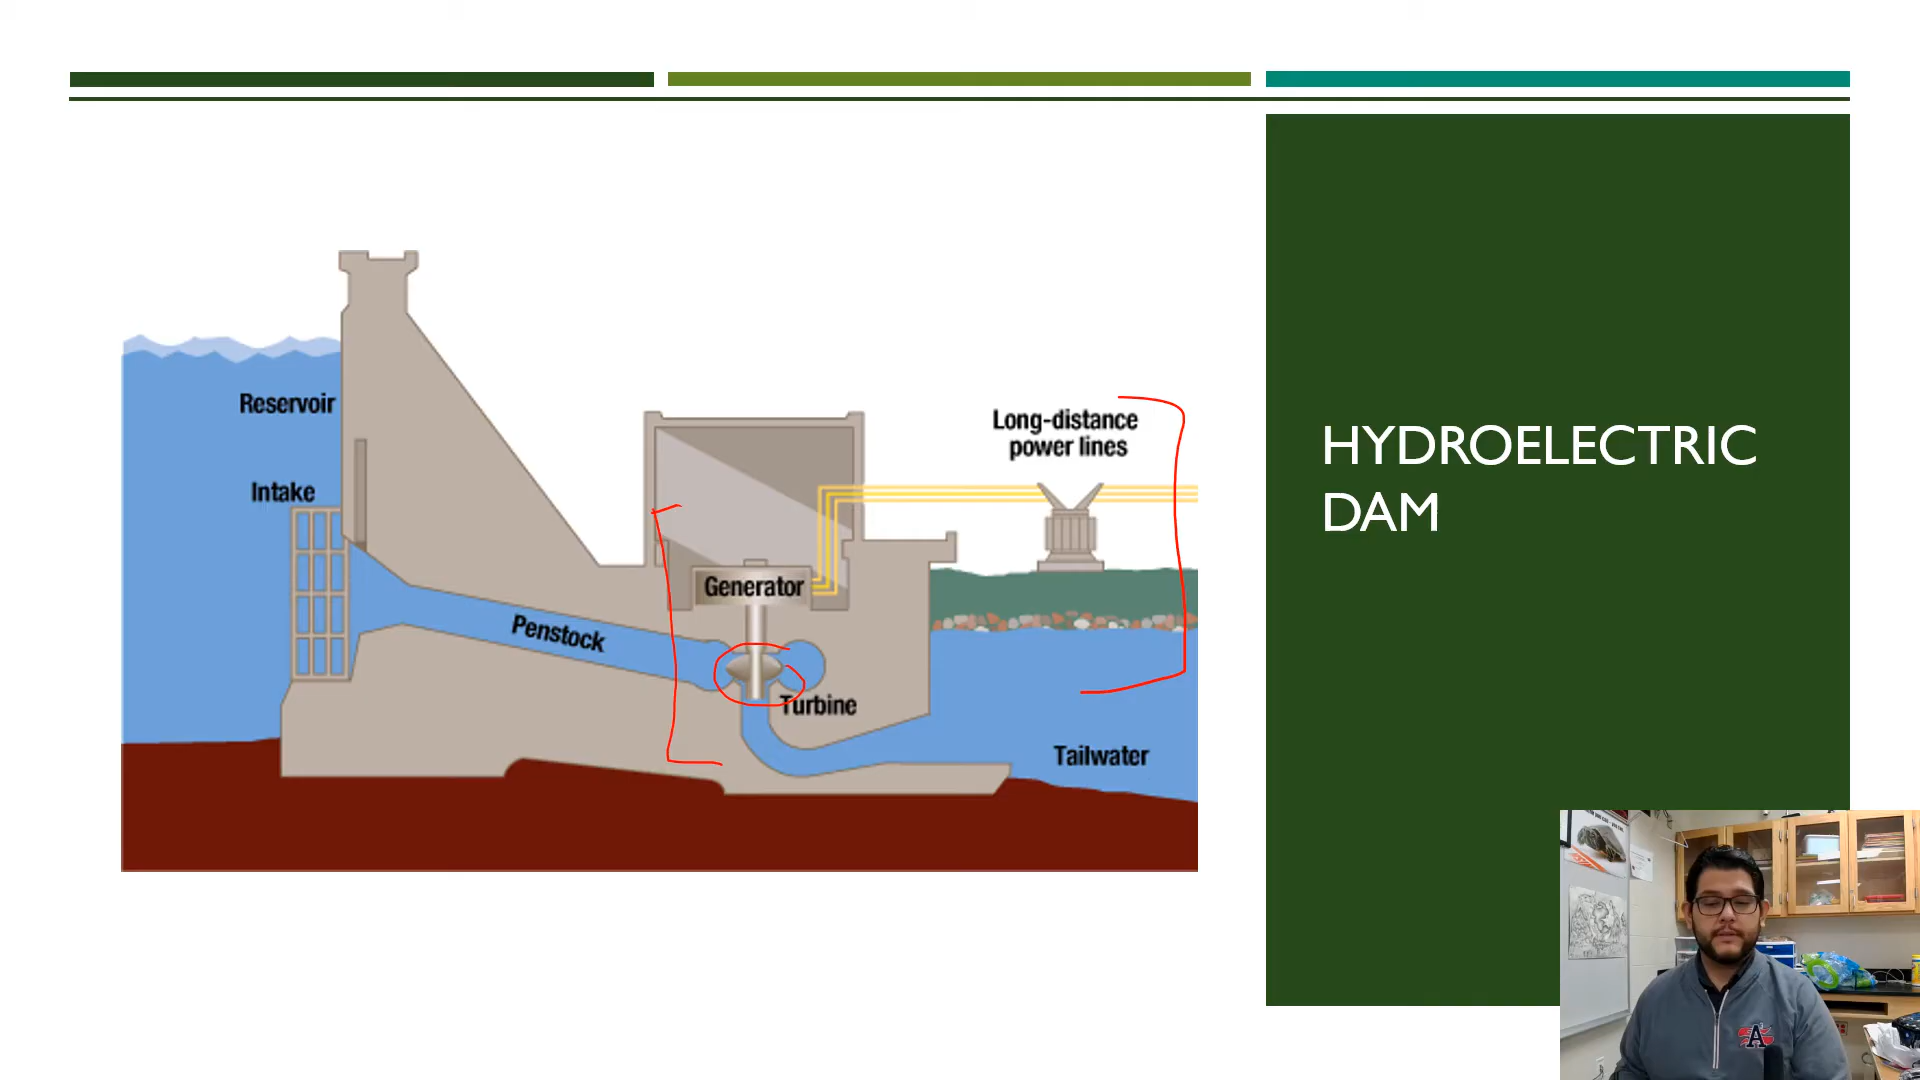 Reservoir
Intake
Penstock
Generator
Turbine
Long-distance
power lines
Tailwater
HYDROELECTRIC
DAM
A